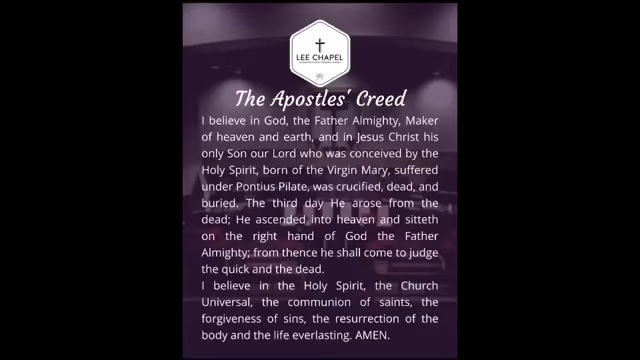 LEE CHAPEL
The Apostles' Creed
I believe in God, the Father Almighty, Maker
of heaven and earth, and in Jesus Christ his
only Son our Lord who was conceived by the
Holy Spirit, born of the Virgin Mary, suffered
under Pontius Pilate, was crucified, dead, and
buried. The third day He arose from the
dead; He ascended into heaven and sitteth
on the right hand of God the Father
Almighty; from thence he shall come to judge
the quick and the dead.
I believe in the Holy Spirit, the Church
Universal, the communion of saints, the
forgiveness of sins, the resurrection of the
body and the life everlasting. AMEN.